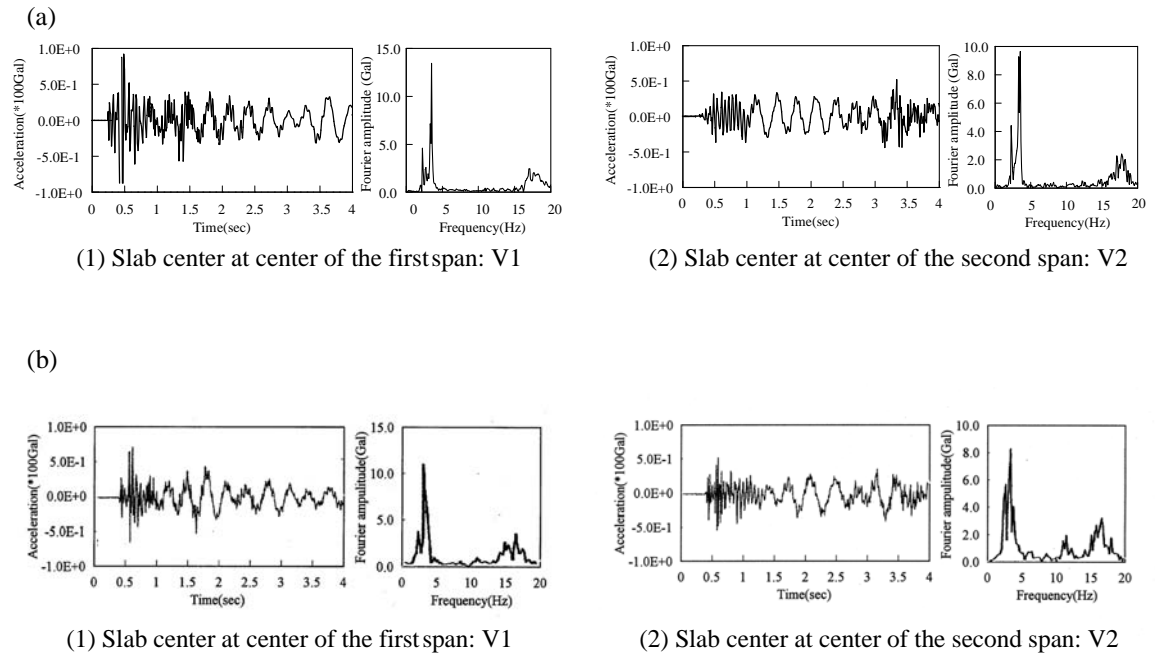 (a)
1.0E+0
5.0E-1
0.0E+0
-5.0E-1
-1.0E+0
Acceleration(*100Gal)
0 0.5 1 1.5 2 2.5 3 3.5 4
Time(sec)
15.0
10.0
5.0
0.0
Fourier amplitude (Gal)
0 5 10 15 20
Frequency(Hz)
(1) Slab center at center of the first span: V1
1.0E+0
5.0E-1
0.0E+0
-5.0E-1
-1.0E+0
Acceleration(*100Gal)
0 0.5 1 1.5 2 2.5 3 3.5 4
Time(sec)
10.0
8.0
6.0
4.0
2.0
0.0
Fourier amplitude (Gal)
0 5 10 15 20
Frequency(Hz)
(2) Slab center at center of the second span: V2
(b)
1.0E+0
5.0E-1
0.0E+0
-5.0E-1
-1.0E+0
Acceleration(*100Gal)
0 0.5 1 1.5 2 2.5 3 3.5 4
Time(sec)
15.0
10.0
5.0
0.0
Fourier ampulitude(Gal)
0 5 10 15 20
Frequency(Hz)
(1) Slab center at center of the first span: V1
1.0E+0
5.0E-1
0.0E+0
-5.0E-1
-1.0E+0
Acceleration(*100Gal)
0 0.5 1 1.5 2 2.5 3 3.5 4
Time(sec)
10.0
8.0
6.0
4.0
2.0
0.0
Fourier ampulitude(Gal)
0 5 10 15 20
Frequency(Hz)
(2) Slab center at center of the second span: V2